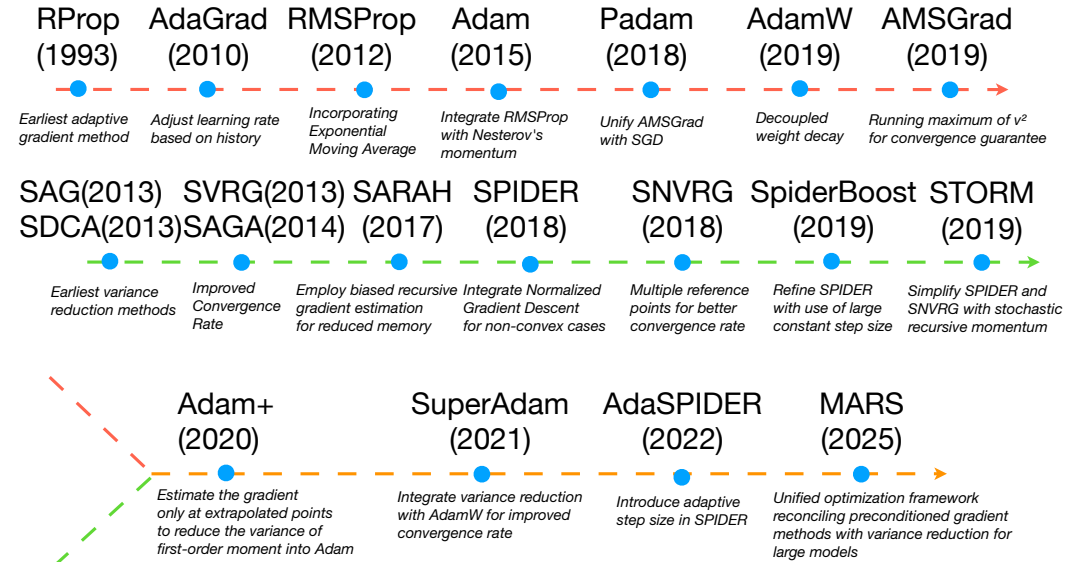 RProp AdaGrad RMSProp Adam Padam AdamW AMSGrad
(1993) (2010) (2012) (2015) (2018) (2019) (2019)
Earliest adaptive
gradient method
Adjust learning rate
based on history
Incorporating
Exponential
Moving Average
Integrate RMSProp
with Nesterov's
momentum
Unify AMSGrad
with SGD
Decoupled
weight decay
Running maximum of v²
for convergence guarantee
SAG(2013) SVRG(2013) SARAH SPIDER SNVRG SpiderBoost STORM
SDCA(2013) SAGA(2014) (2017) (2018) (2018) (2019) (2019)
Earliest variance
reduction methods
Improved
Convergence
Rate
Employ biased recursive
gradient estimation
for reduced memory
Integrate Normalized
Gradient Descent
for non-convex cases
Multiple reference
points for better
convergence rate
Refine SPIDER
with use of large
constant step size
Simplify SPIDER and
SNVRG with stochastic
recursive momentum
Adam+ SuperAdam AdaSPIDER MARS
(2020) (2021) (2022) (2025)
Estimate the gradient
only at extrapolated points
to reduce the variance of
first-order moment into Adam
Integrate variance reduction
with AdamW for improved
convergence rate
Introduce adaptive
step size in SPIDER
Unified optimization framework
reconciling preconditioned gradient
methods with variance reduction for
large models